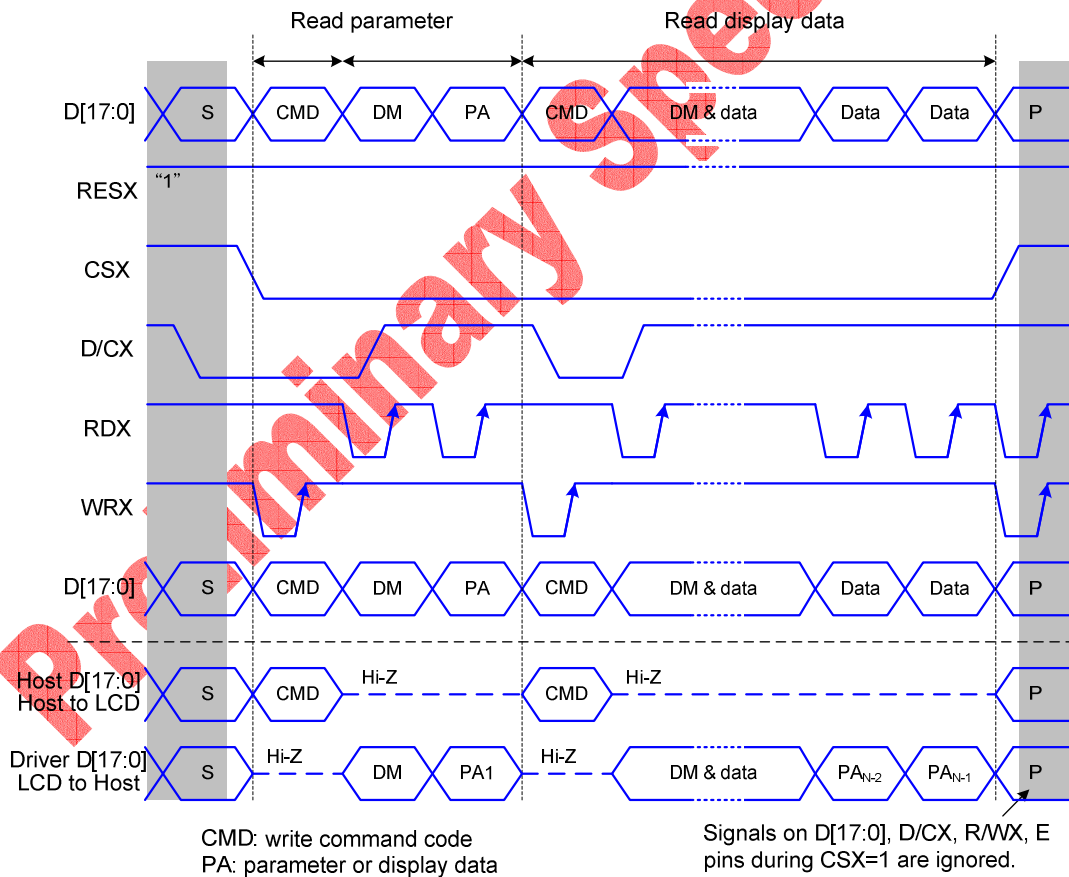 Read parameter Read display data
D[17:0] S CMD DM PA CMD DM & data Data Data P
RESX "1"
CSX
D/CX
RDX
WRX
D[17:0] S CMD DM PA CMD DM & data Data Data P
Host D[17:0]
Host to LCD
S CMD Hi-Z CMD Hi-Z P
Driver D[17:0]
LCD to Host
S Hi-Z DM PA1 Hi-Z DM & data PAN-2 PAN-1 P
CMD: write command code
PA: parameter or display data
Signals on D[17:0], D/CX, R/WX, E
pins during CSX=1 are ignored.
Preliminary Spec